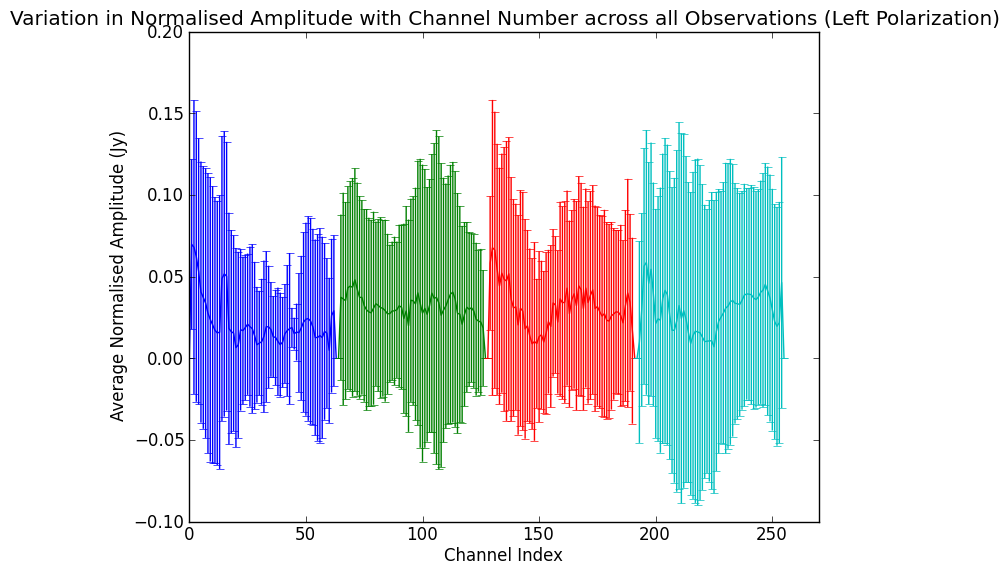 Variation in Normalised Amplitude with Channel Number across all Observations (Left Polarization)
0.20
0.15
0.10
0.05
0.00
−0.05
−0.10
Average Normalised Amplitude (Jy)
0 50 100 150 200 250
Channel Index